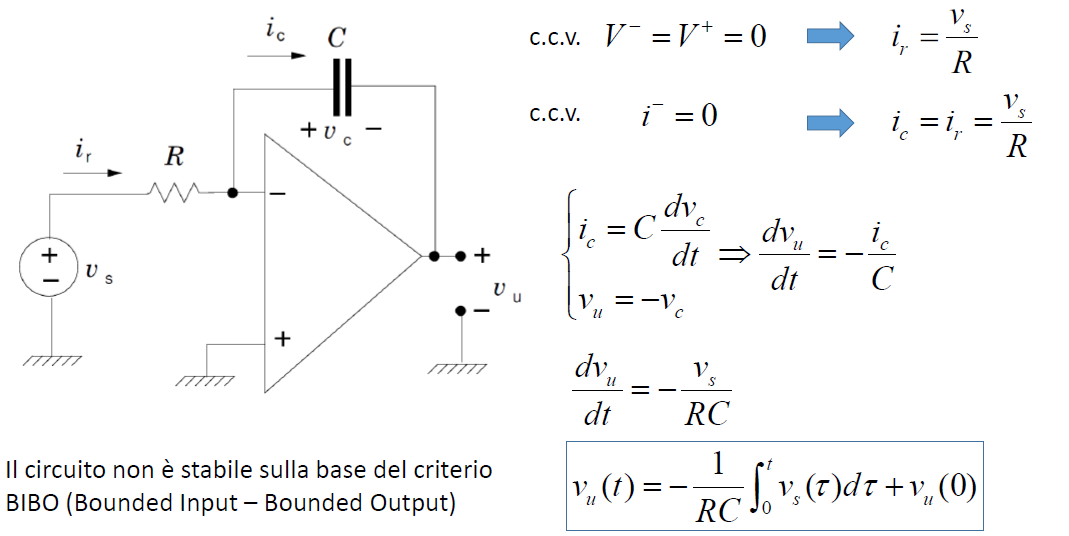 i_c
C
+ v_c −
i_r
R
−
+
−
v_s
+
+
v_u
−
c.c.v. V⁻ = V⁺ = 0 i_r = v_s / R
c.c.v. i⁻ = 0 i_c = i_r = v_s / R
{ i_c = C dv_c / dt
v_u = −v_c
⇒ dv_u / dt = − i_c / C
dv_u / dt = − v_s / RC
v_u(t) = − 1 / RC ∫₀ᵗ v_s(τ)dτ + v_u(0)
Il circuito non è stabile sulla base del criterio
BIBO (Bounded Input – Bounded Output)